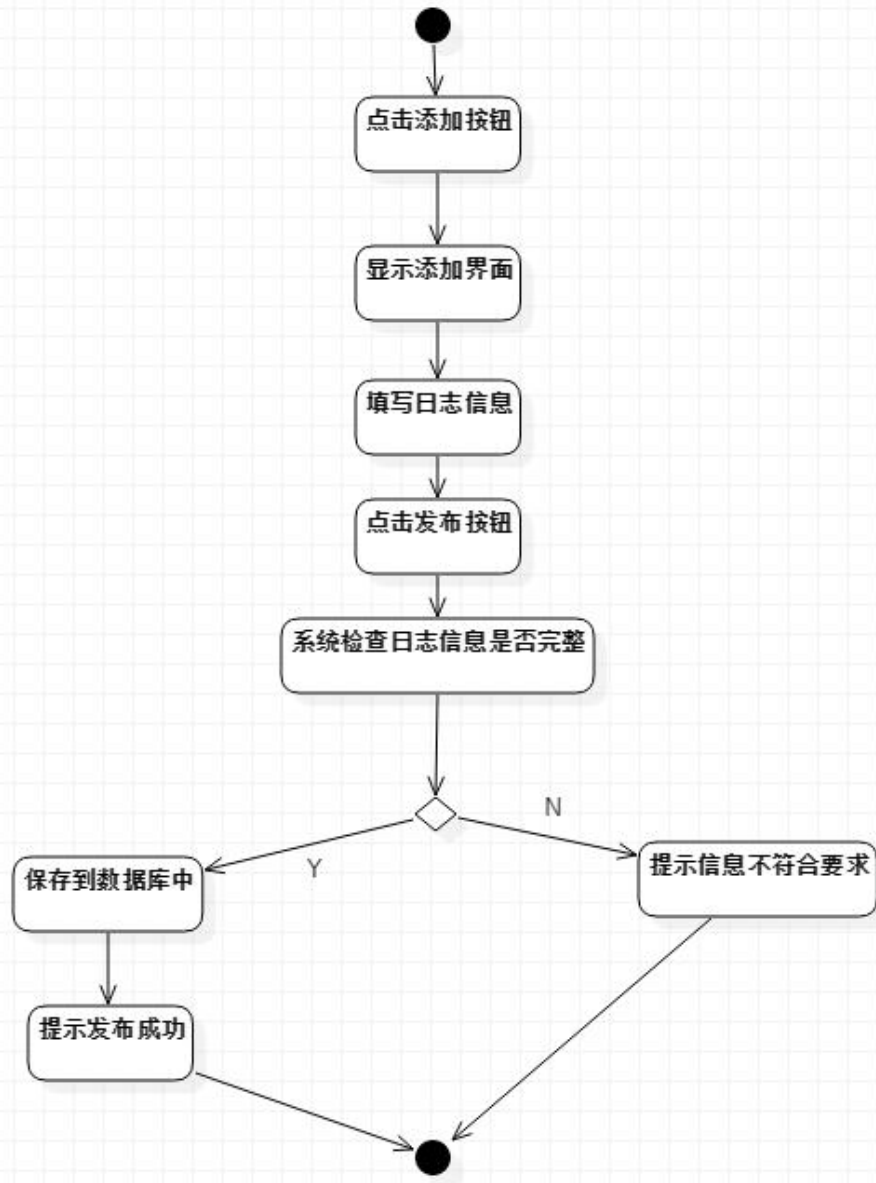 点击添加按钮
显示添加界面
填写日志信息
点击发布按钮
系统检查日志信息是否完整
N
Y
提示信息不符合要求
保存到数据库中
提示发布成功